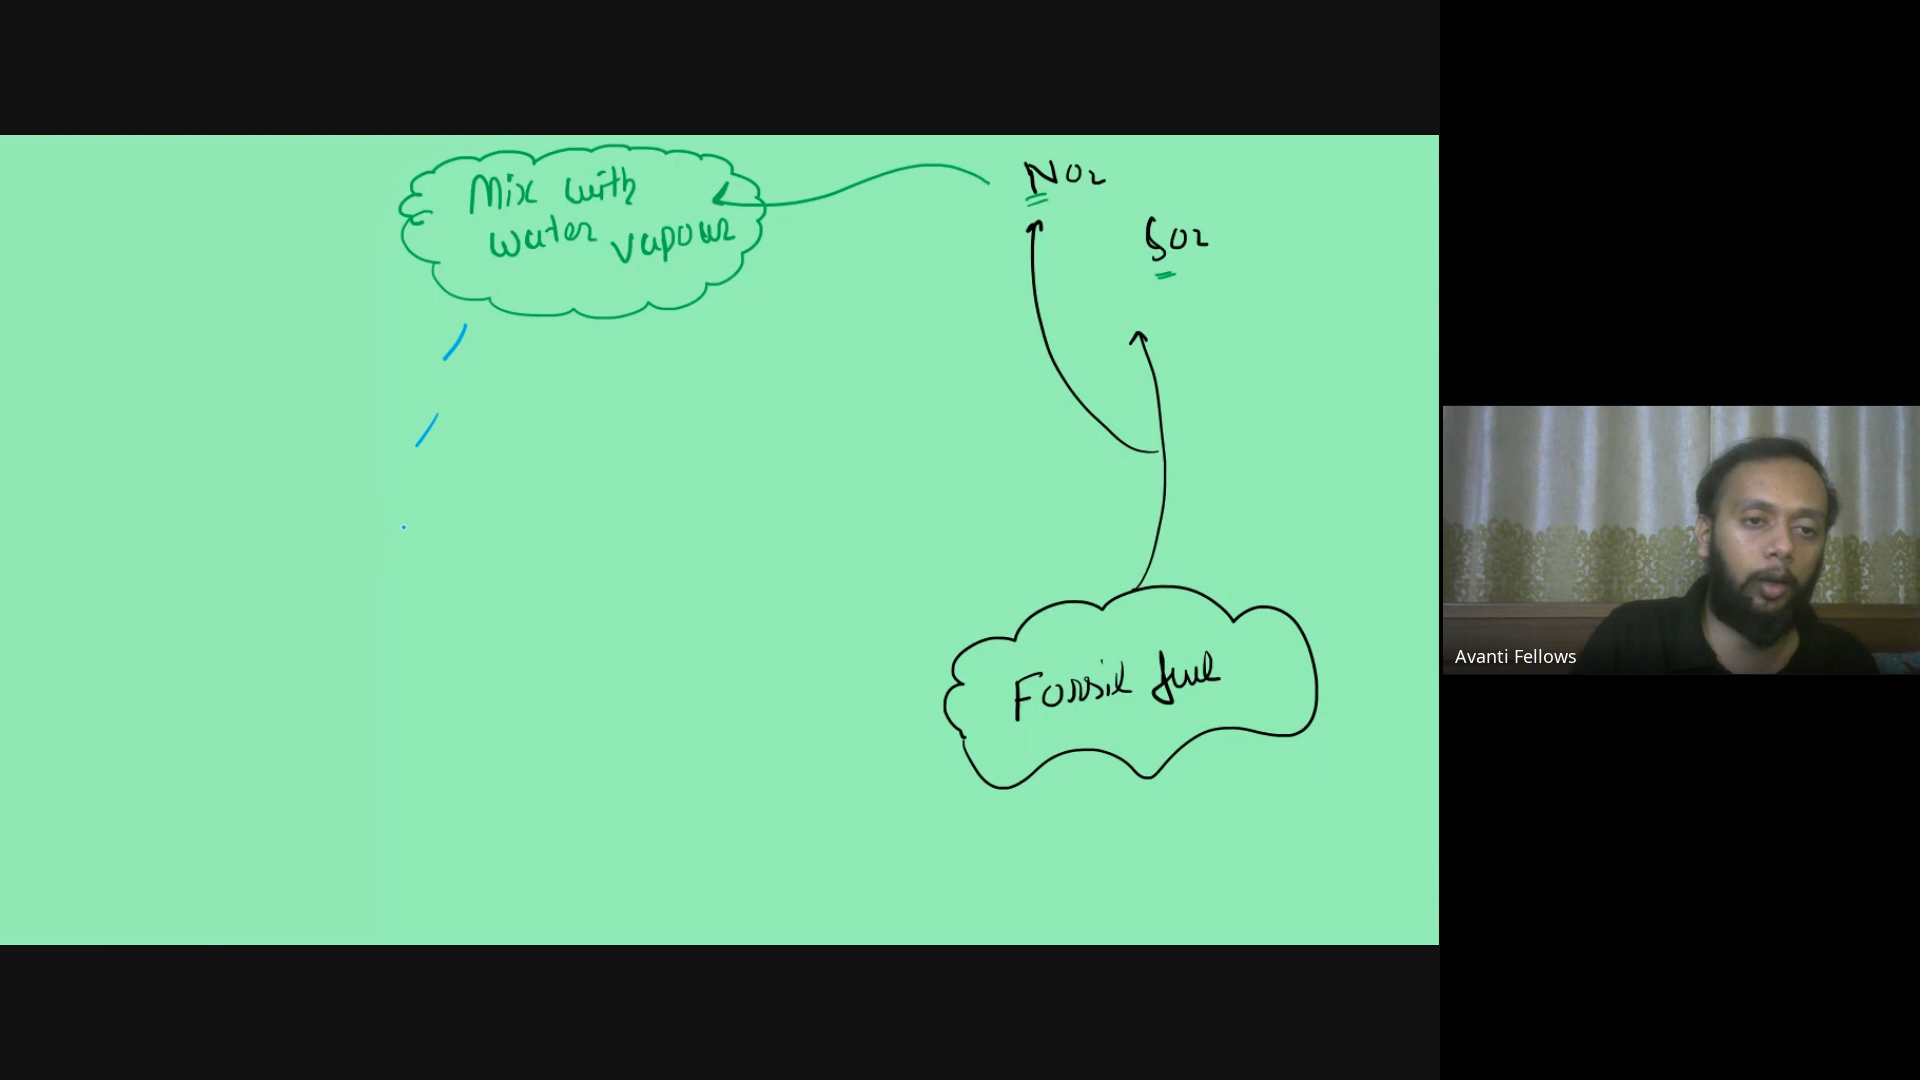 Mix with
water vapour
NO2
SO2
Fossil fuel
Avanti Fellows